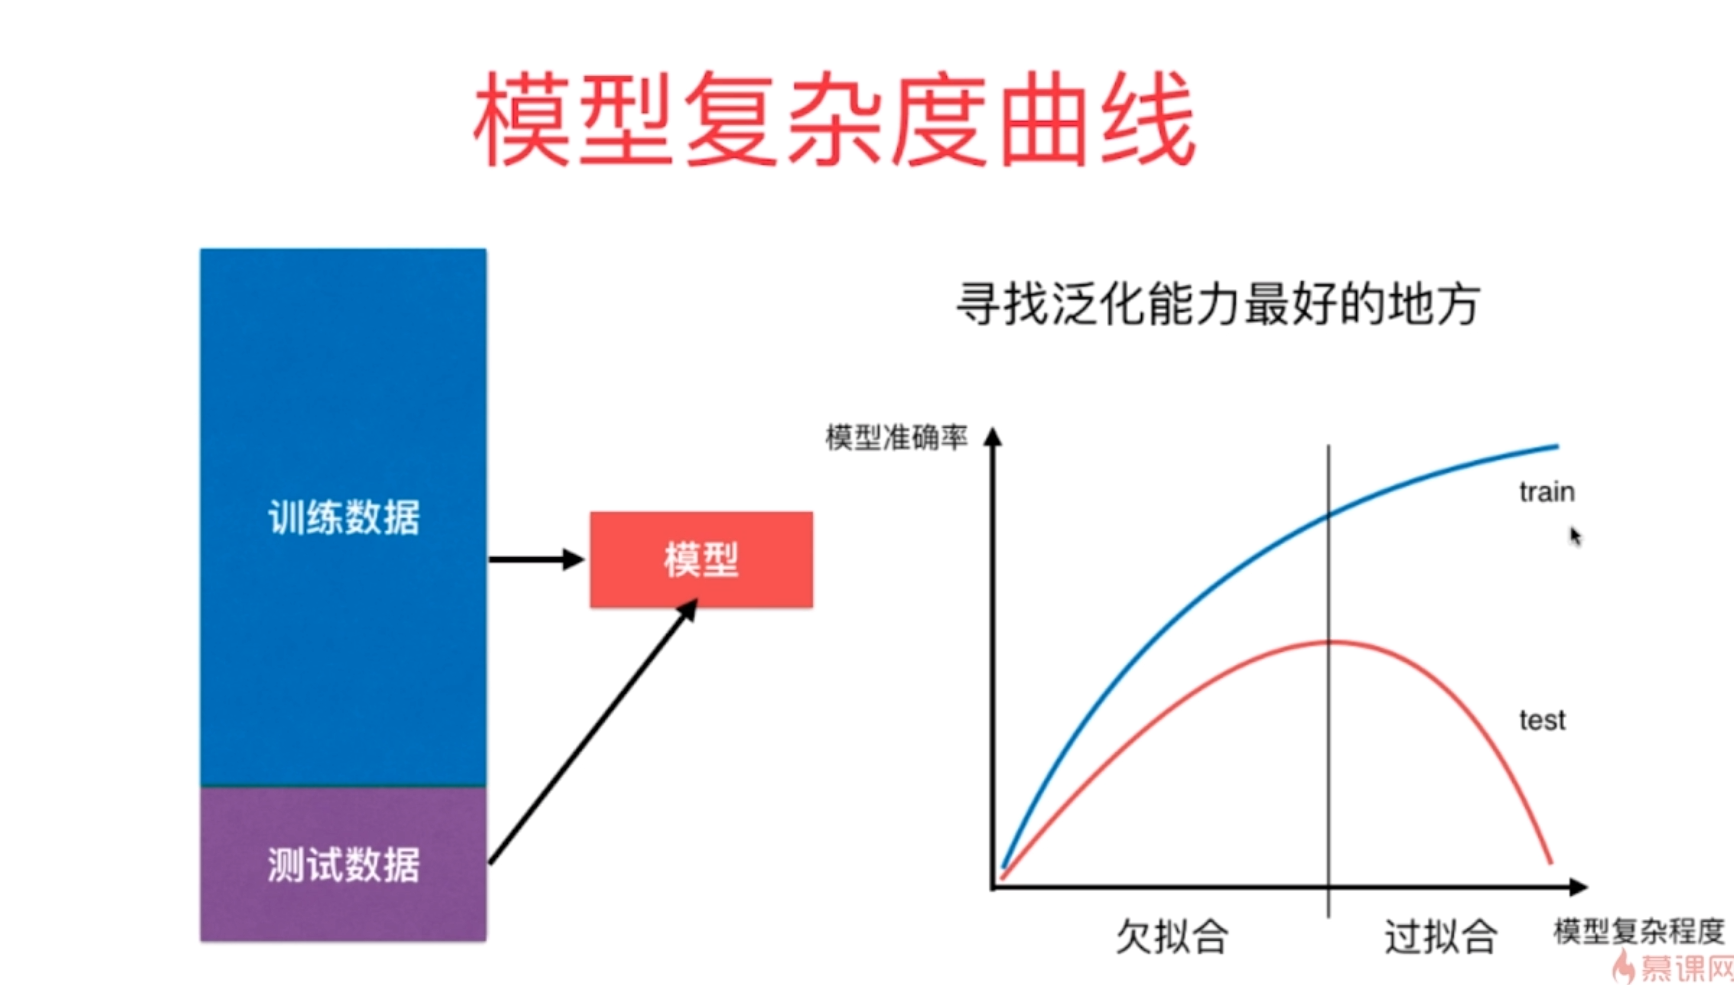 模型复杂度曲线
寻找泛化能力最好的地方
训练数据
模型
测试数据
模型准确率
train
test
欠拟合
过拟合
模型复杂程度
慕课网